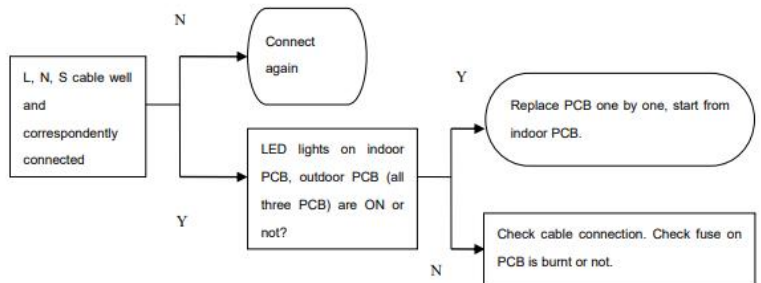 N
L, N, S cable well
and
correspondently
connected
Connect
again
Y
LED lights on indoor
PCB, outdoor PCB (all
three PCB) are ON or
not?
Y
Replace PCB one by one, start from
indoor PCB.
N
Check cable connection. Check fuse on
PCB is burnt or not.